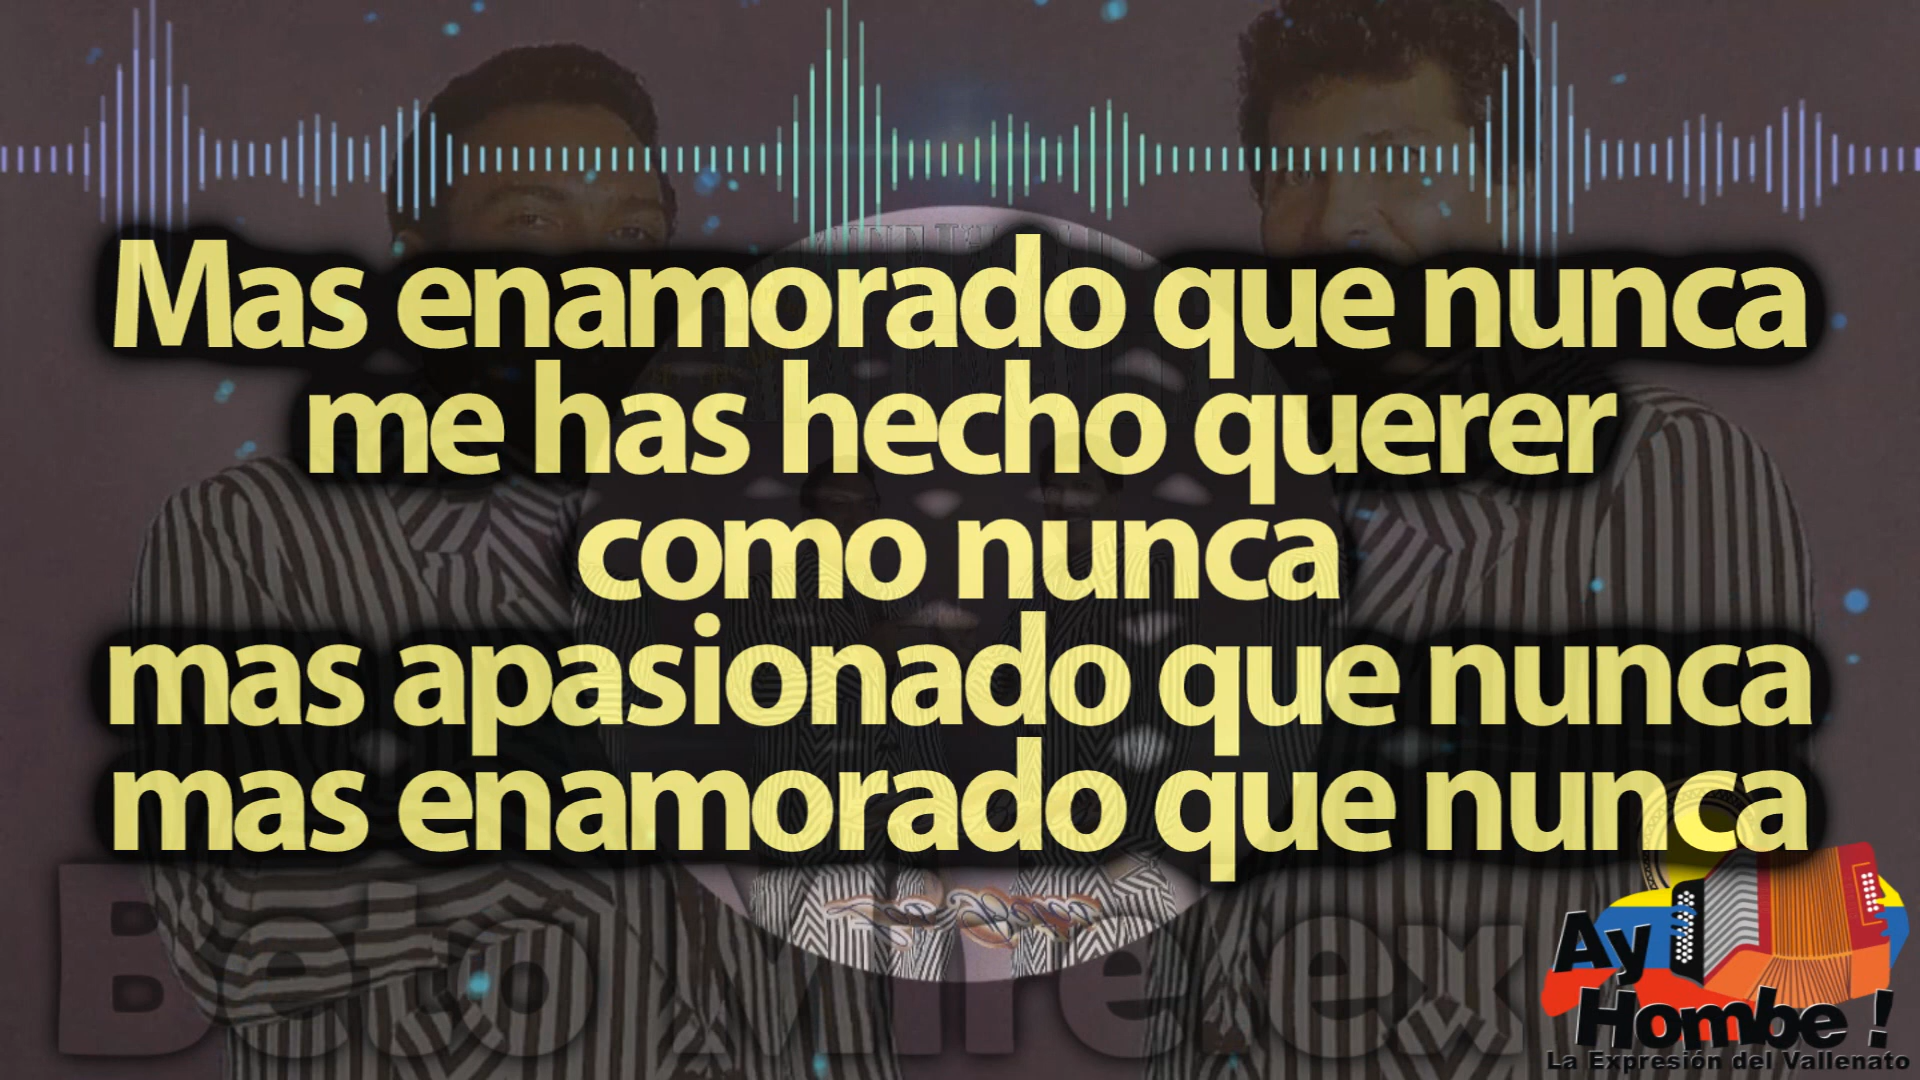 Mas enamorado que nunca
me has hecho querer
como nunca
mas apasionado que nunca
mas enamorado que nunca
Ay
Hombe !
La Expresión del Vallenato